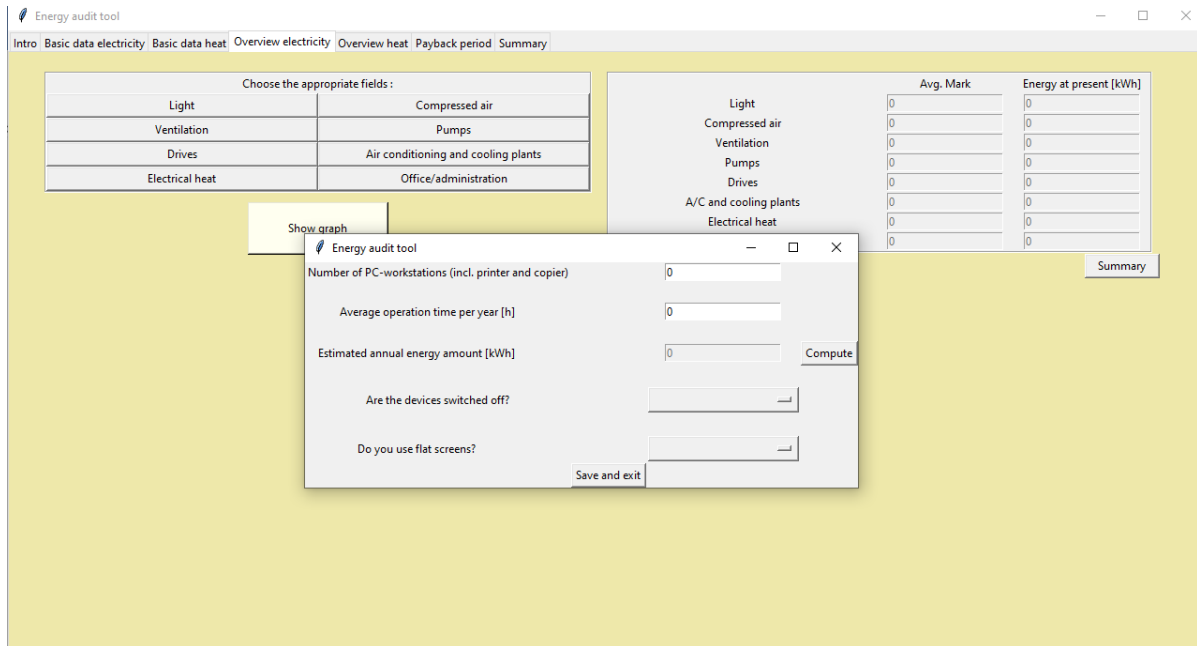 Energy audit tool
Intro Basic data electricity Basic data heat Overview electricity Overview heat Payback period Summary
Choose the appropriate fields :
Light Compressed air
Ventilation Pumps
Drives Air conditioning and cooling plants
Electrical heat Office/administration
Show graph
Avg. Mark Energy at present [kWh]
Light 0 0
Compressed air 0 0
Ventilation 0 0
Pumps 0 0
Drives 0 0
A/C and cooling plants 0 0
Electrical heat 0 0
0 0
Summary
Energy audit tool
Number of PC-workstations (incl. printer and copier) 0
Average operation time per year [h] 0
Estimated annual energy amount [kWh] 0 Compute
Are the devices switched off?
Do you use flat screens?
Save and exit